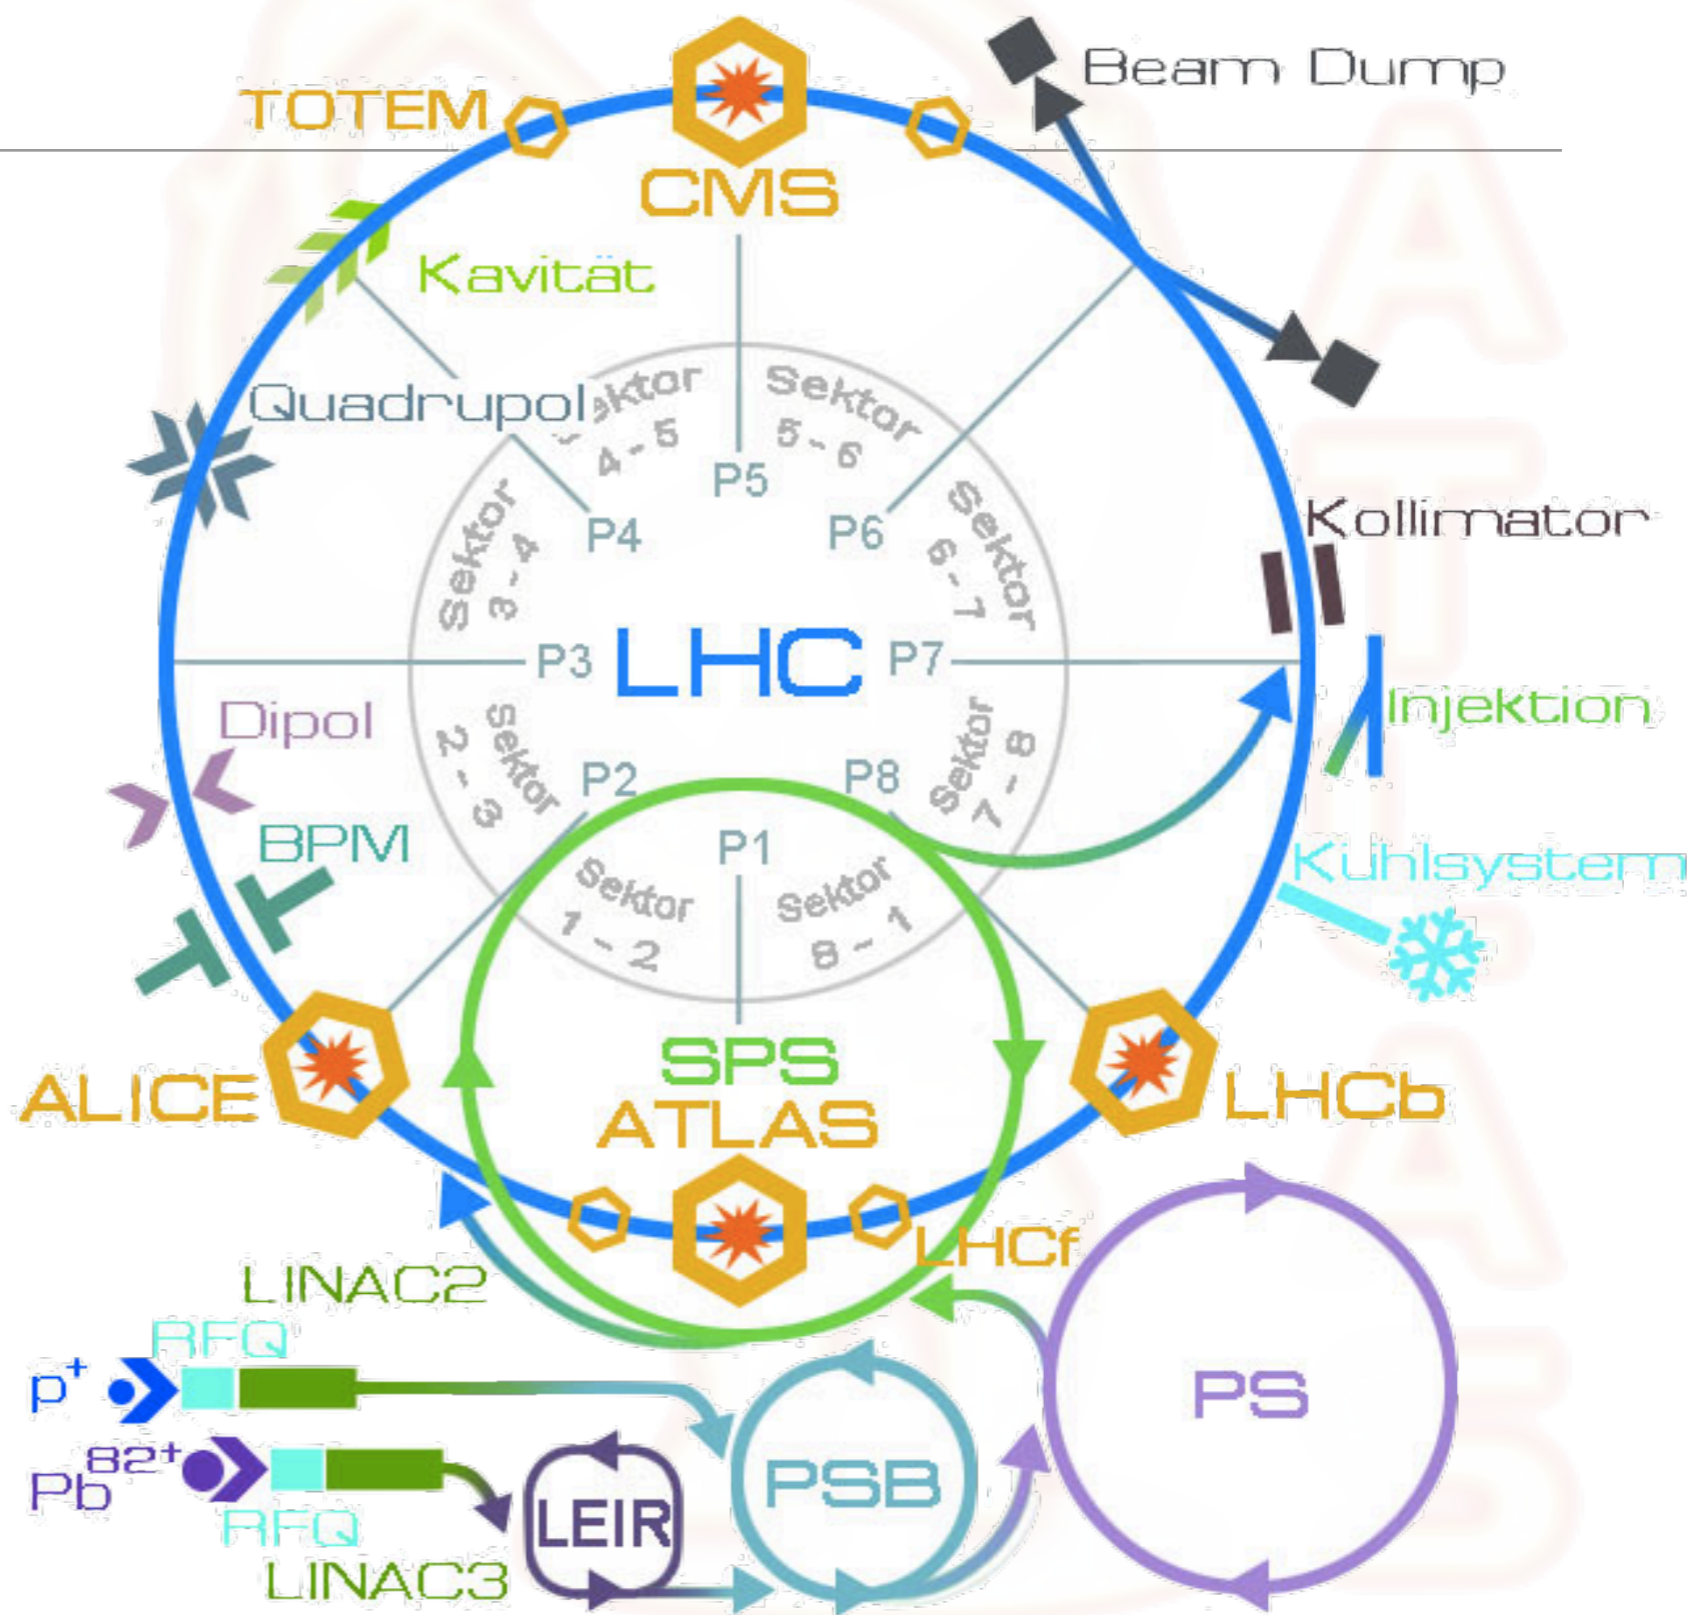 Beam Dump
TOTEM
CMS
Kavität
Quadrupol
Sektor
4 - 5
Sektor
5 - 6
P5
P4
P6
Sektor
3 - 4
Sektor
6 - 7
Kollimator
P3
LHC
P7
Dipol
Injektion
Sektor
2 - 3
Sektor
7 - 8
P2
P8
BPM
P1
Kühlsystem
Sektor
1 - 2
Sektor
8 - 1
SPS
ALICE
ATLAS
LHCb
LHCf
LINAC2
RFQ
p+
PS
Pb82+
PSB
RFQ
LEIR
LINAC3